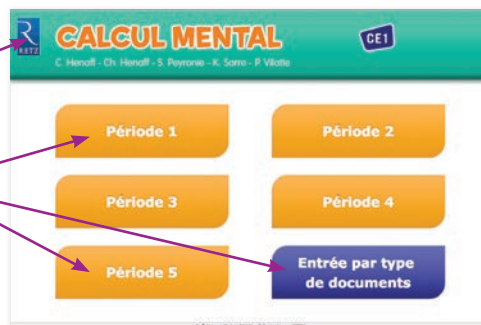 RETZ
CALCUL MENTAL
CE1
C. Henaff - Ch. Henaff - S. Peyronie - K. Sarro - P. Vilatte
Période 1
Période 2
Période 3
Période 4
Période 5
Entrée par type
de documents